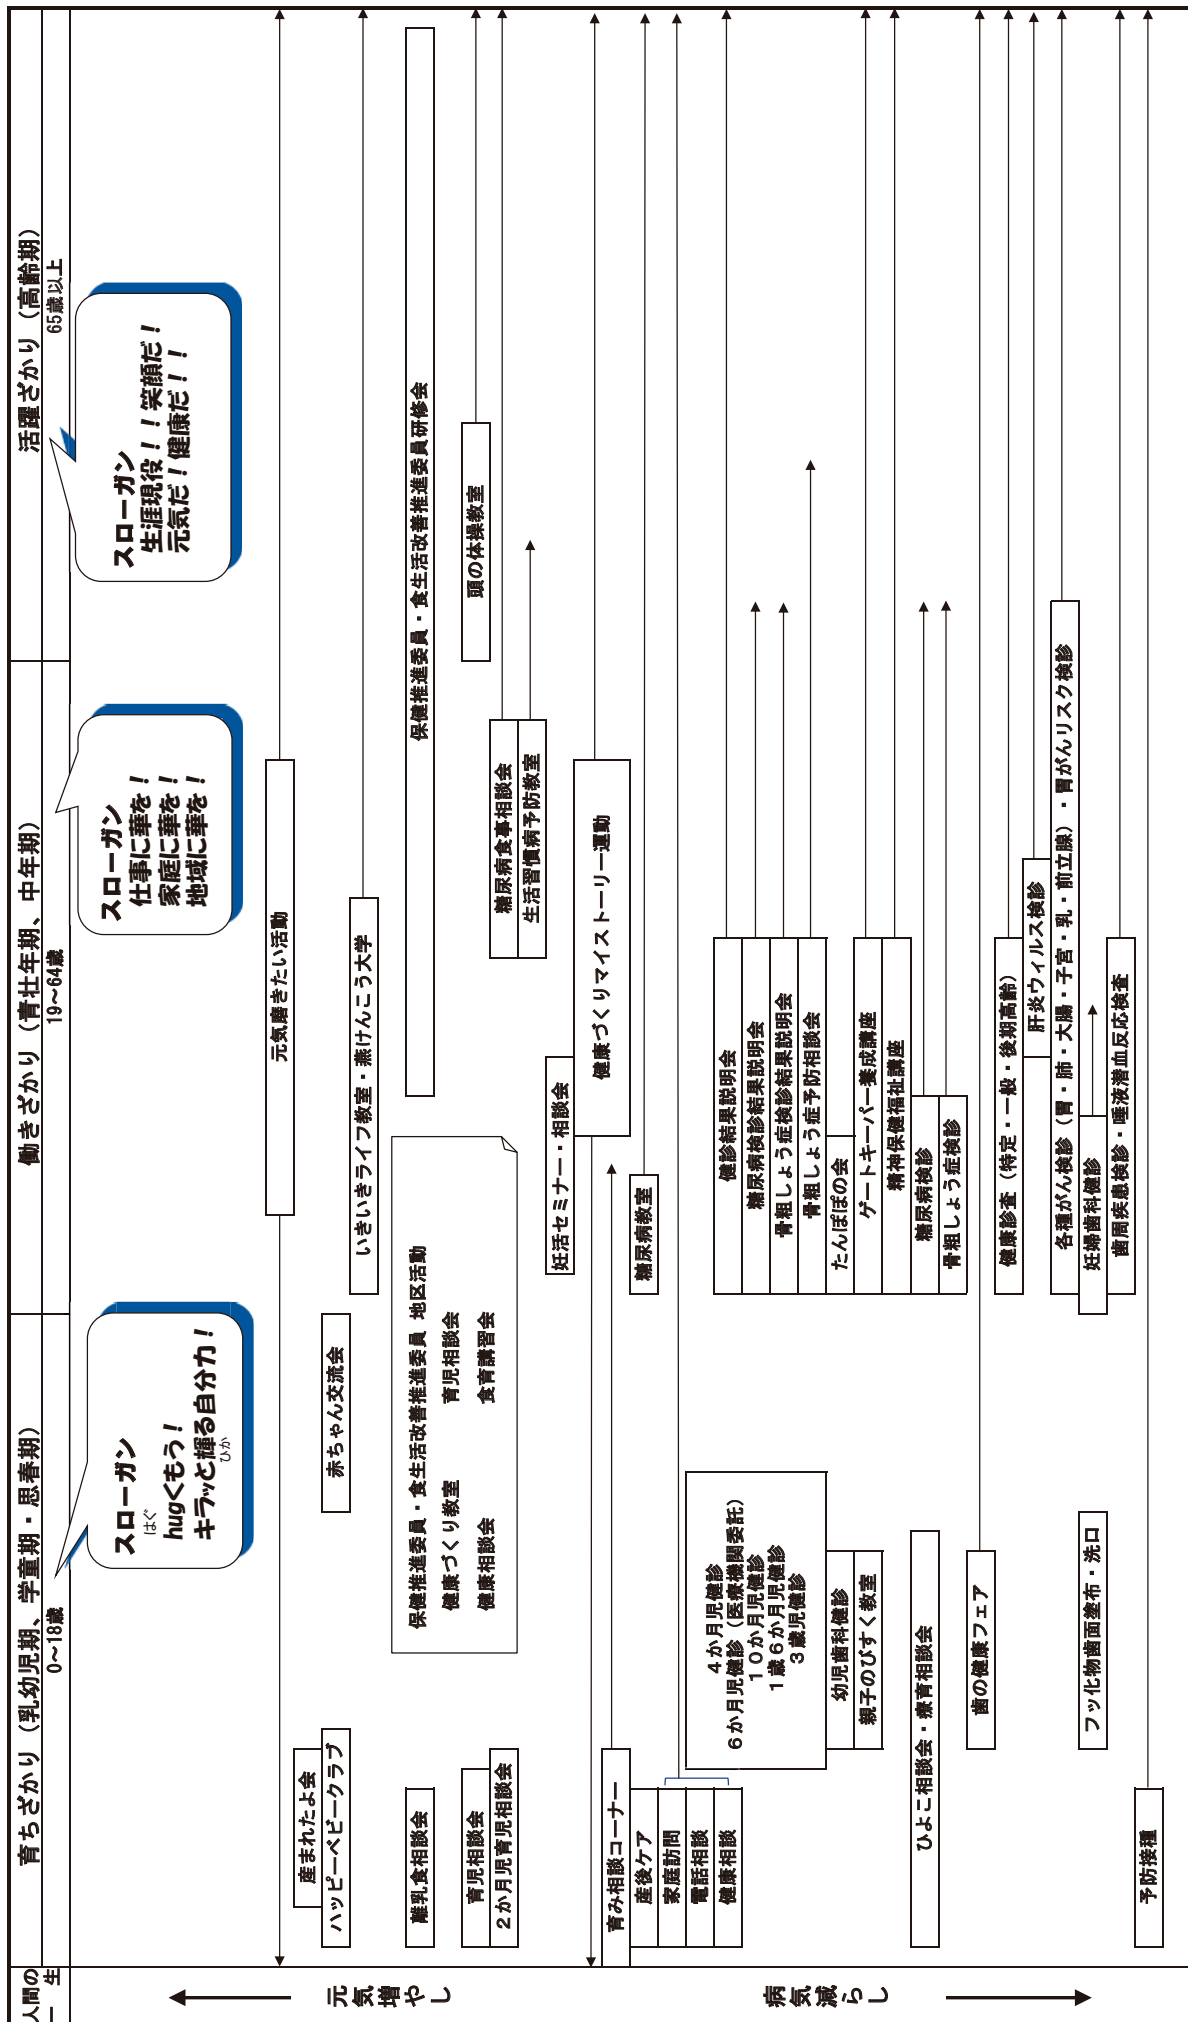 人間の
一　生
育ちざかり（乳幼児期、学童期・思春期）
0～18歳
働きざかり（青壮年期、中年期）
19～64歳
活躍ざかり（高齢期）
65歳以上
スローガン
はぐ
hugくもう！
キラッと輝る自分力！
ひか
スローガン
仕事に華を！
家庭に華を！
地域に華を！
スローガン
生涯現役！！笑顔だ！
元気だ！健康だ！！
元気増やし
元気磨きたい活動
産まれたよ会
ハッピーベビークラブ
赤ちゃん交流会
いきいきライフ教室・燕けんこう大学
離乳食相談会
保健推進委員・食生活改善推進委員 地区活動
健康づくり教室
育児相談会
健康相談会
食育講習会
保健推進委員・食生活改善推進委員研修会
育児相談会
２か月児育児相談会
頭の体操教室
糖尿病食事相談会
生活習慣病予防教室
妊活セミナー・相談会
健康づくりマイストーリー運動
病気減らし
育み相談コーナー
産後ケア
糖尿病教室
家庭訪問
電話相談
健康相談
４か月児健診
６か月児健診（医療機関委託）
１０か月児健診
１歳６か月児健診
３歳児健診
健診結果説明会
糖尿病検診結果説明会
骨粗しょう症検診結果説明会
骨粗しょう症予防相談会
幼児歯科健診
たんぽぽの会
親子のびすく教室
ゲートキーパー養成講座
精神保健福祉講座
ひよこ相談会・療育相談会
糖尿病検診
骨粗しょう症検診
歯の健康フェア
健康診査（特定・一般・後期高齢）
肝炎ウィルス検診
各種がん検診（胃・肺・大腸・子宮・乳・前立腺）・胃がんリスク検診
フッ化物歯面塗布・洗口
妊婦歯科健診
歯周疾患検診・唾液潜血反応検査
予防接種